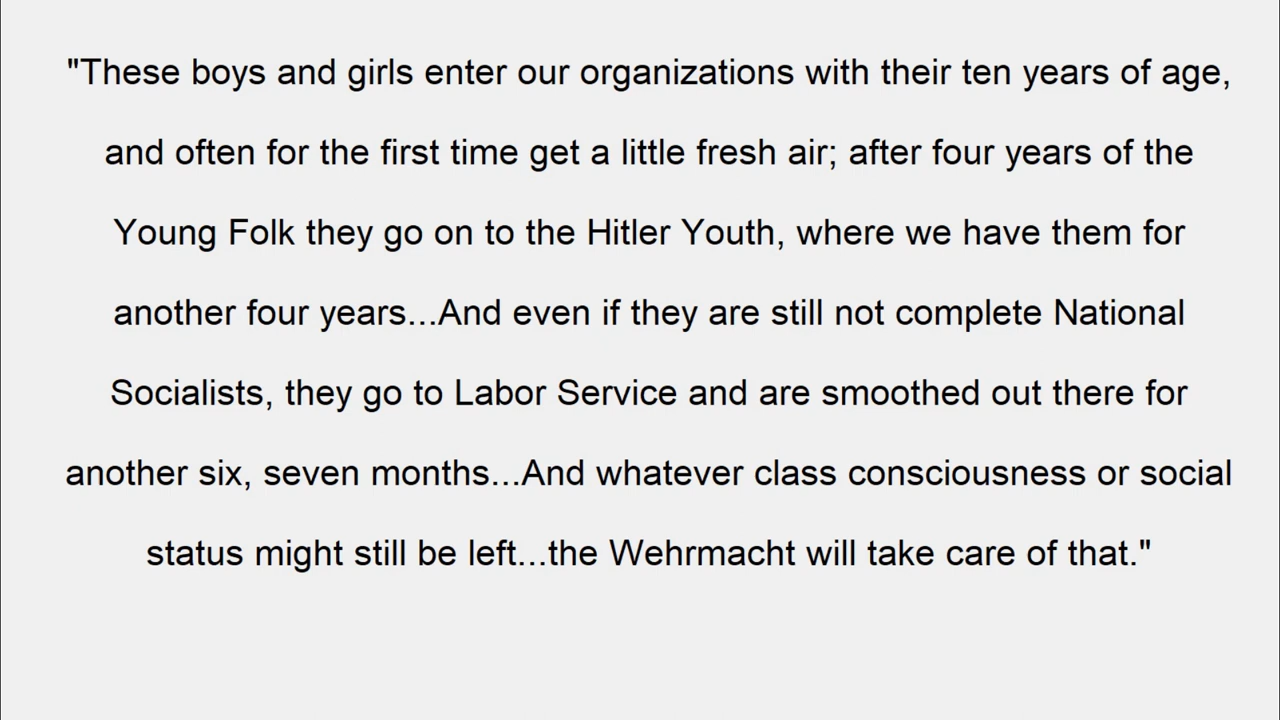 "These boys and girls enter our organizations with their ten years of age,
and often for the first time get a little fresh air; after four years of the
Young Folk they go on to the Hitler Youth, where we have them for
another four years...And even if they are still not complete National
Socialists, they go to Labor Service and are smoothed out there for
another six, seven months...And whatever class consciousness or social
status might still be left...the Wehrmacht will take care of that."